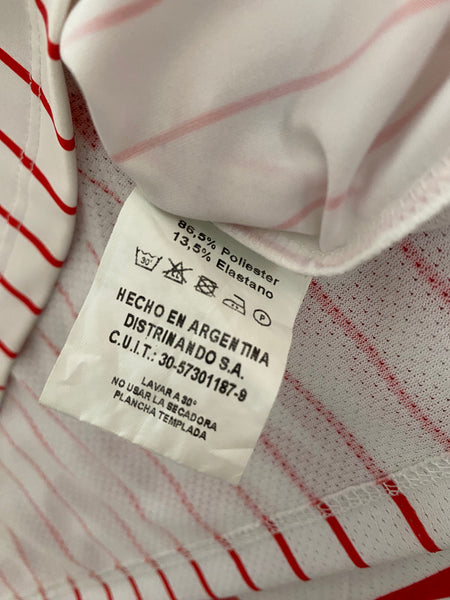 86,5% Poliester
13,5% Elastano
30°
P
HECHO EN ARGENTINA
DISTRINANDO S.A.
C.U.I.T.: 30-57301187-9
LAVAR A 30°
NO USAR LA SECADORA
PLANCHA TEMPLADA